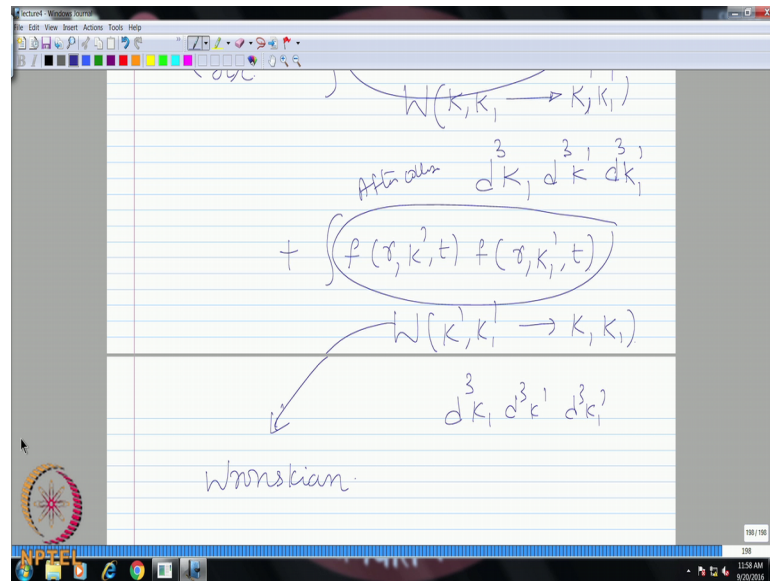 lecture4 - Windows Journal
File Edit View Insert Actions Tools Help
W(K,K₁ → K',K₁')
After d³K₁ d³K' d³K₁'
+ ∫ f(r,K',t) f(r,K₁',t)
W(K',K₁' → K,K₁)
d³K₁ d³K' d³K₁'
Wronskian.
NPTEL
198 / 198
198
11:58 AM
9/20/2016